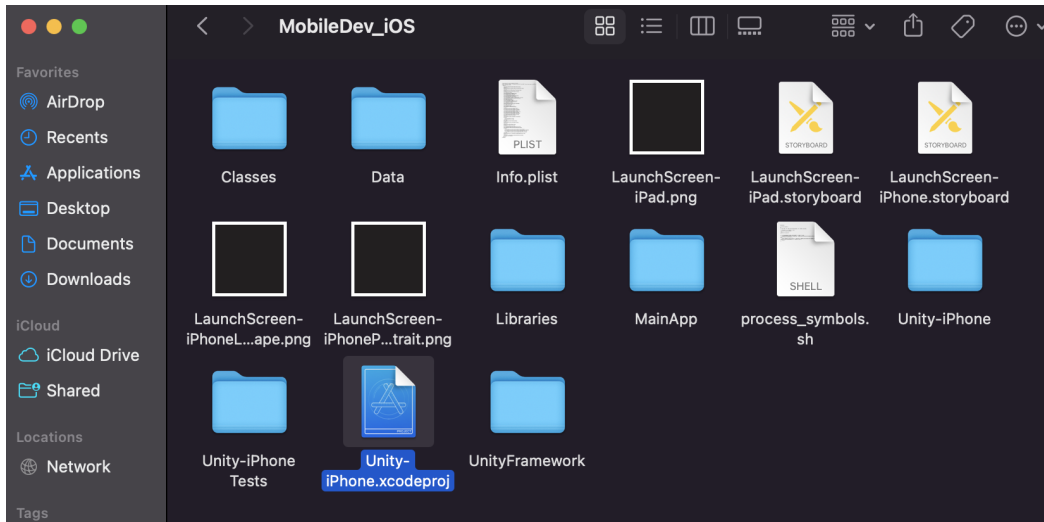 MobileDev_iOS
Favorites
AirDrop
Recents
Applications
Desktop
Documents
Downloads
iCloud
iCloud Drive
Shared
Locations
Network
Tags
Classes
Data
PLIST
Info.plist
LaunchScreen-
iPad.png
STORYBOARD
LaunchScreen-
iPad.storyboard
STORYBOARD
LaunchScreen-
iPhone.storyboard
LaunchScreen-
iPhoneL...ape.png
LaunchScreen-
iPhoneP...trait.png
Libraries
MainApp
SHELL
process_symbols.
sh
Unity-iPhone
Unity-iPhone
Tests
PROJECT
Unity-
iPhone.xcodeproj
UnityFramework